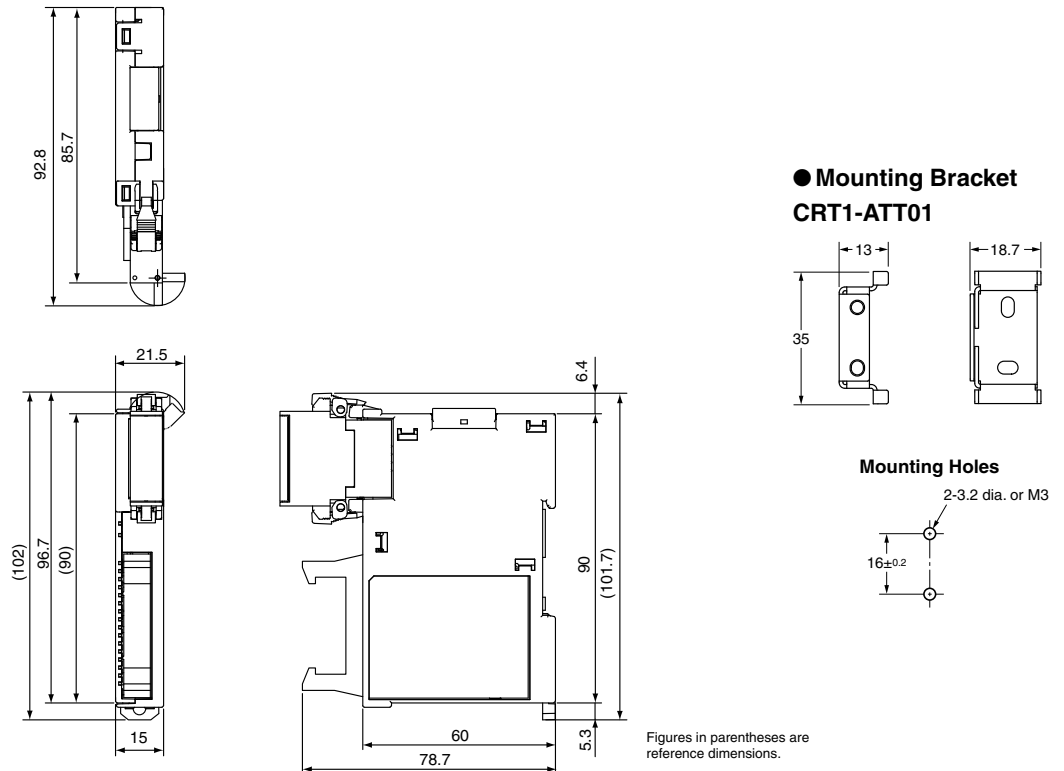 92.8
85.7
● Mounting Bracket
CRT1-ATT01
13
18.7
35
21.5
6.4
Mounting Holes
2-3.2 dia. or M3
16±0.2
(102)
96.7
(90)
90
(101.7)
15
60
5.3
78.7
Figures in parentheses are
reference dimensions.